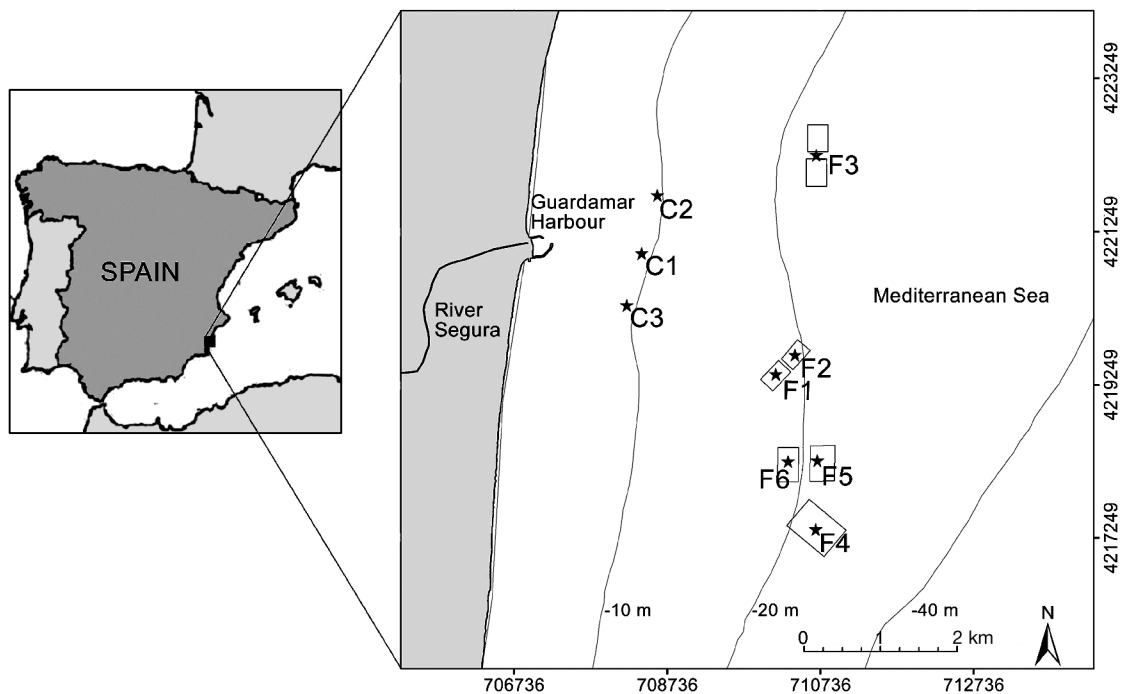 SPAIN
Guardamar
Harbour
River
Segura
C2
C1
C3
F3
F2
F1
F6
F5
F4
Mediterranean Sea
-10 m
-20 m
-40 m
0 1 2 km
N
4223249
4221249
4219249
4217249
706736
708736
710736
712736